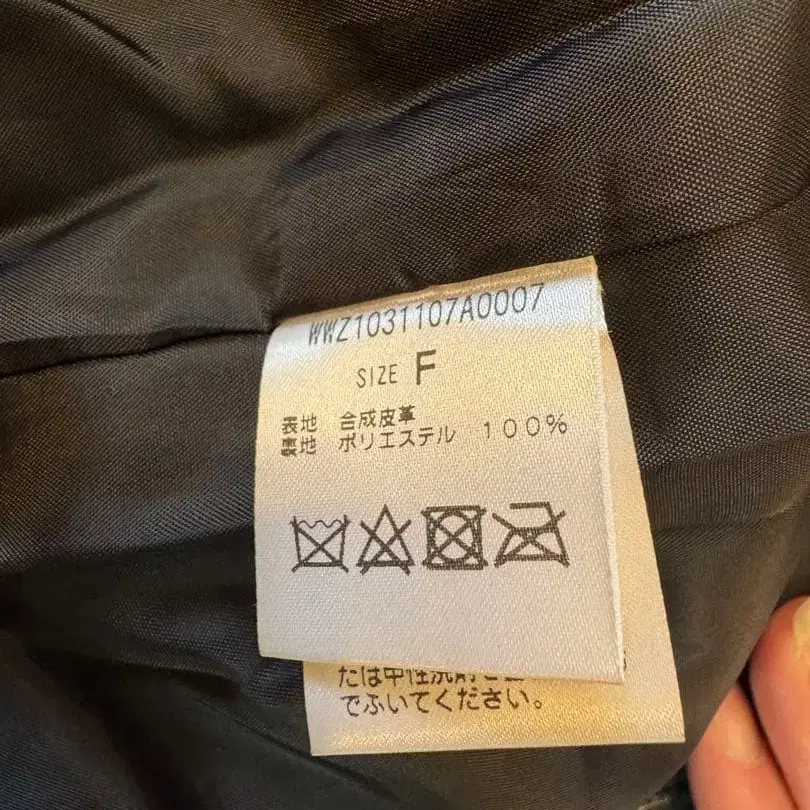 WWZ1031107A0007
SIZE F
表地 合成皮革
裏地 ポリエステル 100%
たは中性洗剤
でふいてください。